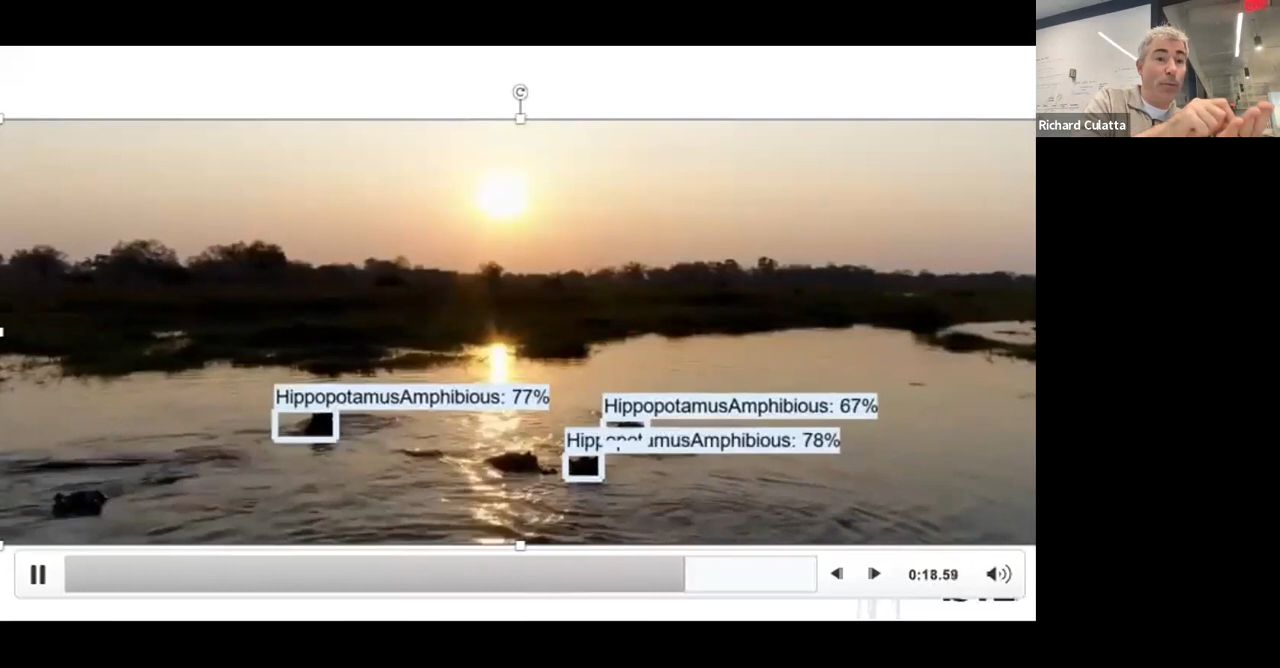 Richard Culatta
HippopotamusAmphibious: 77%
HippopotamusAmphibious: 67%
HippopotamusAmphibious: 78%
0:18.59